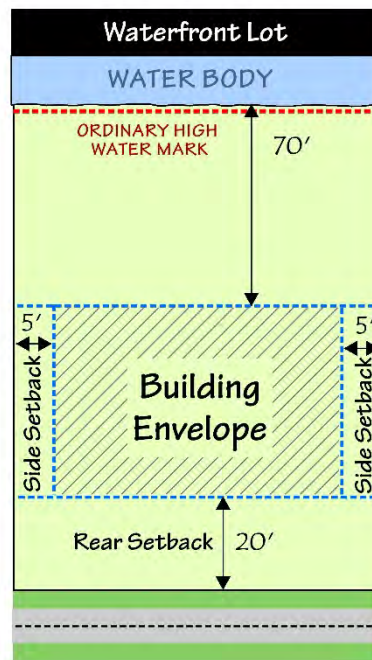 Waterfront Lot
WATER BODY
ORDINARY HIGH
WATER MARK
70'
5'
5'
Side Setback
Building
Envelope
Side Setback
Rear Setback
20'